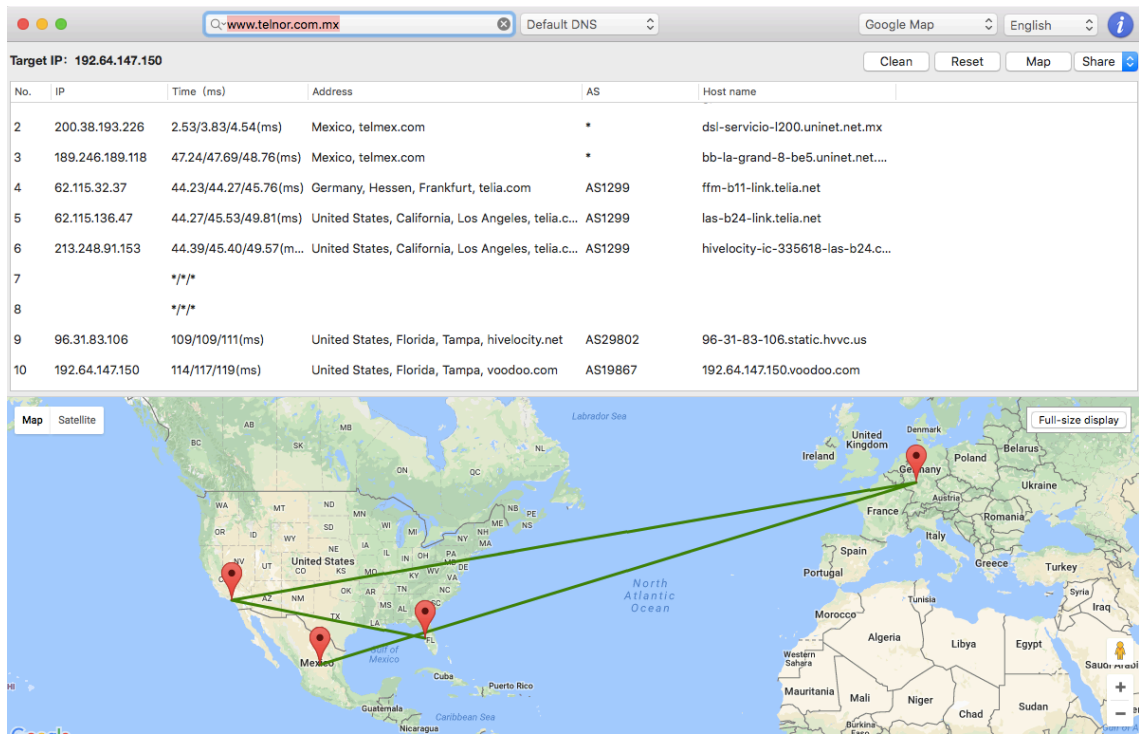 www.telnor.com.mx Default DNS Google Map English i
Target IP: 192.64.147.150 Clean Reset Map Share
No. IP Time (ms) Address AS Host name
2 200.38.193.226 2.53/3.83/4.54(ms) Mexico, telmex.com * dsl-servicio-l200.uninet.net.mx
3 189.246.189.118 47.24/47.69/48.76(ms) Mexico, telmex.com * bb-la-grand-8-be5.uninet.net....
4 62.115.32.37 44.23/44.27/45.76(ms) Germany, Hessen, Frankfurt, telia.com AS1299 ffm-b11-link.telia.net
5 62.115.136.47 44.27/45.53/49.81(ms) United States, California, Los Angeles, telia.c... AS1299 las-b24-link.telia.net
6 213.248.91.153 44.39/45.40/49.57(m... United States, California, Los Angeles, telia.c... AS1299 hivelocity-ic-335618-las-b24.c...
7 */*/*
8 */*/*
9 96.31.83.106 109/109/111(ms) United States, Florida, Tampa, hivelocity.net AS29802 96-31-83-106.static.hvvc.us
10 192.64.147.150 114/117/119(ms) United States, Florida, Tampa, voodoo.com AS19867 192.64.147.150.voodoo.com
Map Satellite Labrador Sea Full-size display
AB MB
BC SK NL
United Kingdom Denmark
Ireland Poland Belarus
ON QC Germany
Ukraine
WA MT ND MN NB PE
Austria
France Romania
OR ID SD WI MI ME NS
WY NY NH
MA
Italy
NE IA IL IN OH PA
NV UT United States MD DE
CO KS MO KY WV VA
Spain Greece Turkey
Portugal
AZ NM OK AR TN NC
MS AL SC
North Atlantic Ocean
Tunisia Syria
Iraq
TX LA
Morocco
FL
Algeria Libya Egypt
Gulf of Mexico
Mexico
Western Sahara
Cuba
Puerto Rico
Mauritania Mali Niger Sudan
Chad
Guatemala
Caribbean Sea
Nicaragua
Burkina Faso
Google
+
−